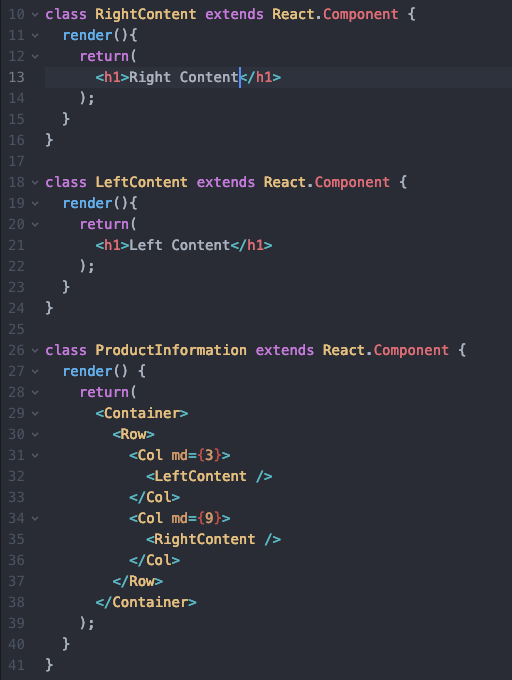 10 class RightContent extends React.Component {
11   render(){
12     return(
13       <h1>Right Content</h1>
14     );
15   }
16 }
17
18 class LeftContent extends React.Component {
19   render(){
20     return(
21       <h1>Left Content</h1>
22     );
23   }
24 }
25
26 class ProductInformation extends React.Component {
27   render() {
28     return(
29       <Container>
30         <Row>
31           <Col md={3}>
32             <LeftContent />
33           </Col>
34           <Col md={9}>
35             <RightContent />
36           </Col>
37         </Row>
38       </Container>
39     );
40   }
41 }